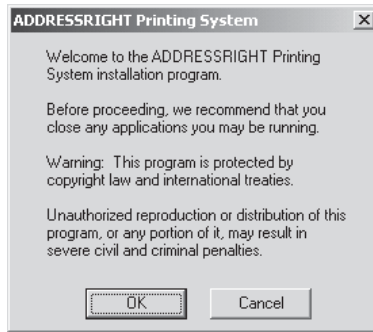 ADDRESSRIGHT Printing System
Welcome to the ADDRESSRIGHT Printing
System installation program.
Before proceeding, we recommend that you
close any applications you may be running.
Warning:  This program is protected by
copyright law and international treaties.
Unauthorized reproduction or distribution of this
program, or any portion of it, may result in
severe civil and criminal penalties.
OK
Cancel